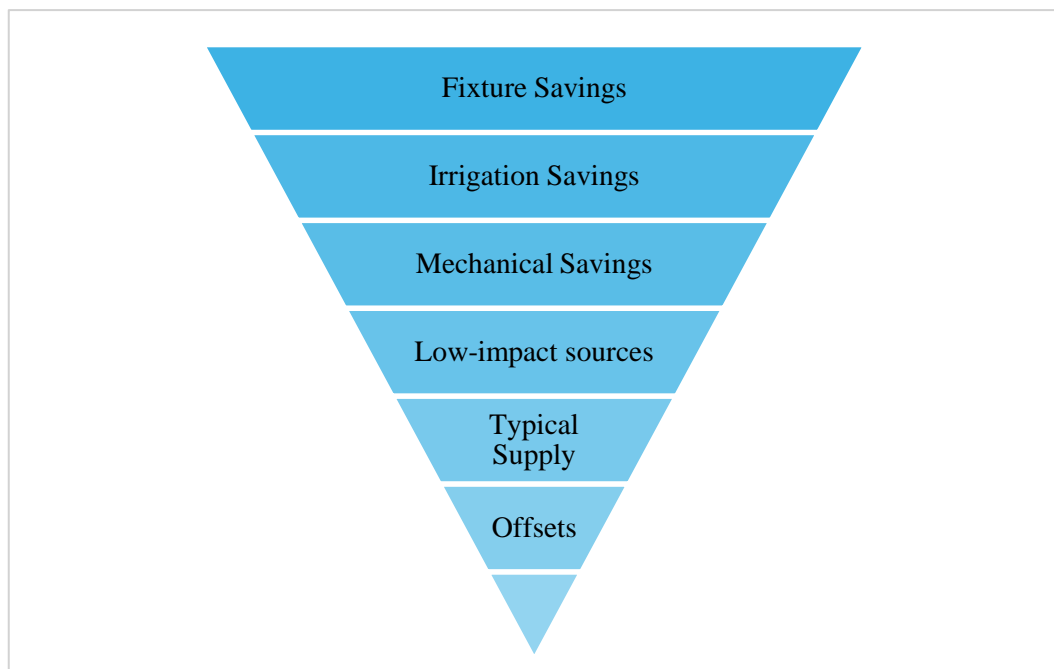 Fixture Savings
Irrigation Savings
Mechanical Savings
Low-impact sources
Typical
Supply
Offsets